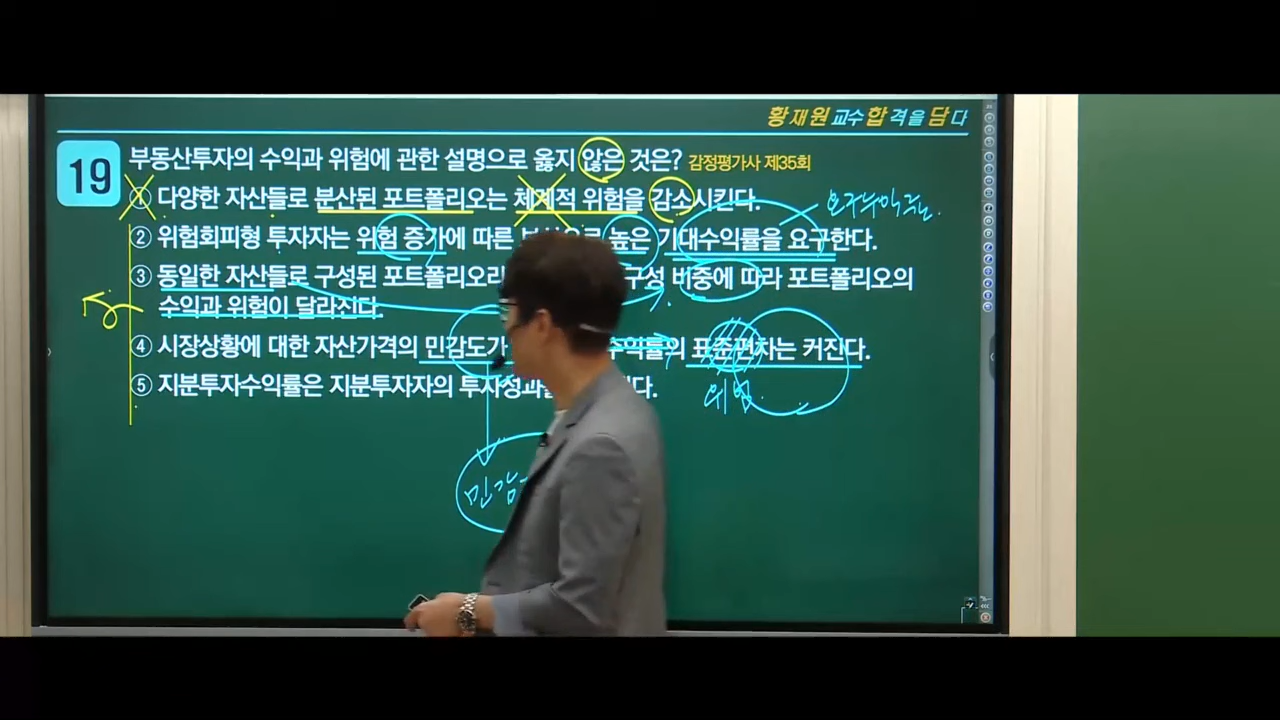 황재원 교수 합격을 담다
19 부동산투자의 수익과 위험에 관한 설명으로 옳지 않은 것은? 감정평가사 제35회
① 다양한 자산들로 분산된 포트폴리오는 체계적 위험을 감소시킨다.
② 위험회피형 투자자는 위험 증가에 따른 높은 기대수익률을 요구한다.
③ 동일한 자산들로 구성된 포트폴리오라 구성 비중에 따라 포트폴리오의
수익과 위험이 달라진다.
④ 시장상황에 대한 자산가격의 민감도가 수익률의 표준편차는 커진다.
위험
⑤ 지분투자수익률은 지분투자자의 투자성과를
민감